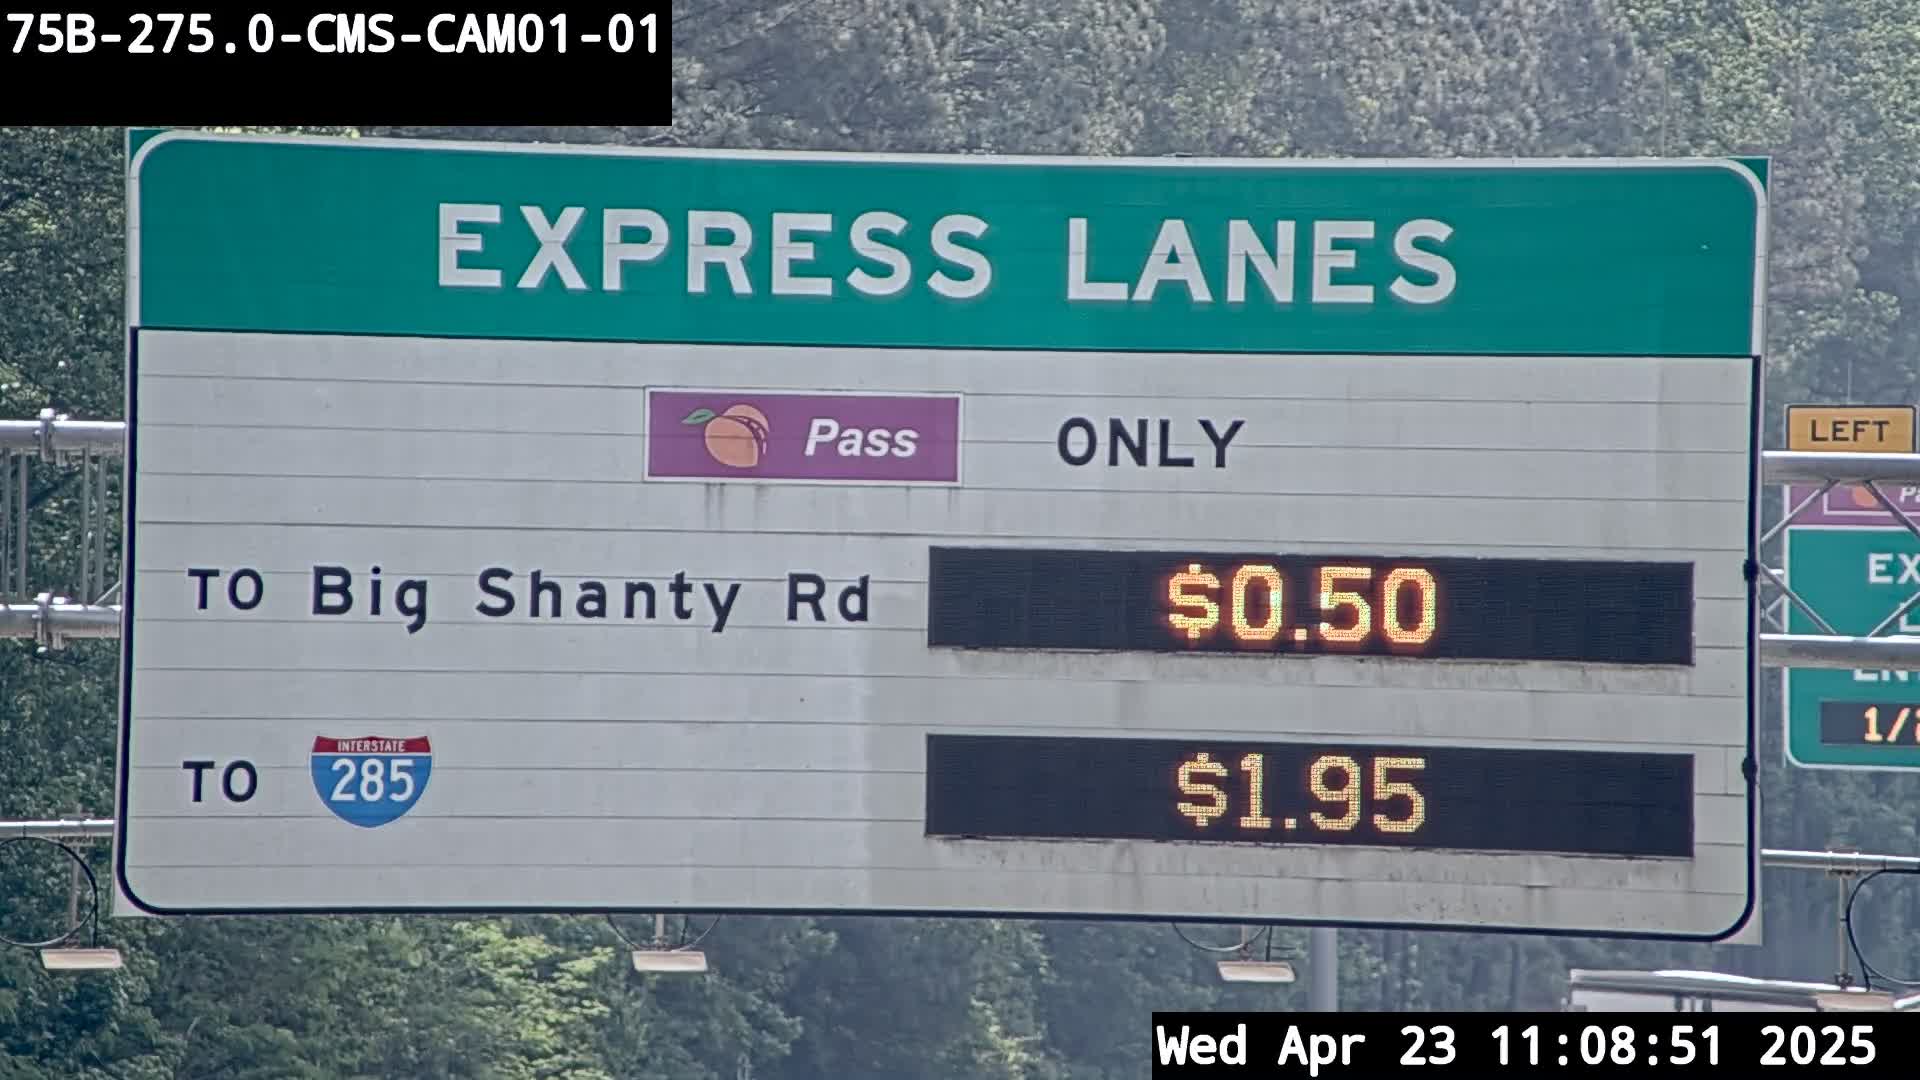 75B-275.0-CMS-CAM01-01
EXPRESS LANES
Pass ONLY
LEFT
TO Big Shanty Rd $0.50
TO INTERSTATE 285 $1.95
Wed Apr 23 11:08:51 2025